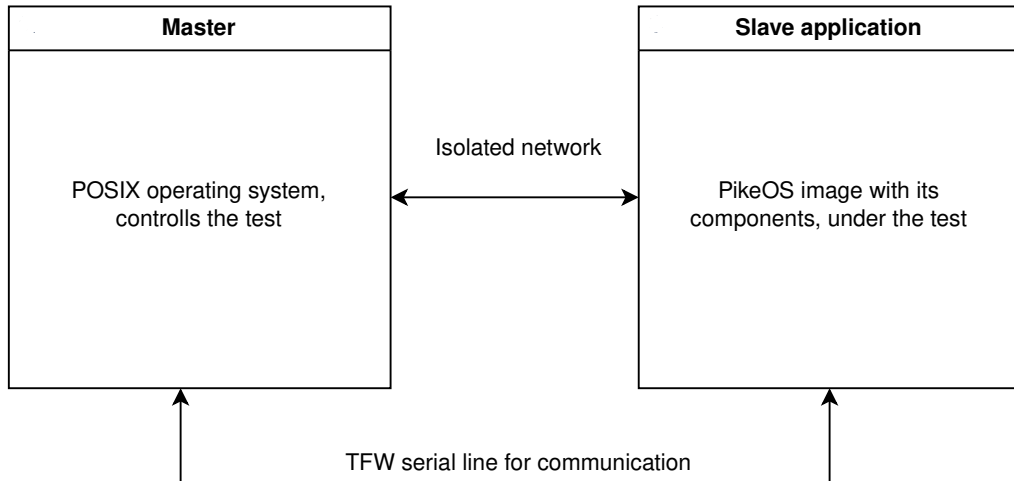 Master
Slave application
Isolated network
POSIX operating system,
controlls the test
PikeOS image with its
components, under the test
TFW serial line for communication